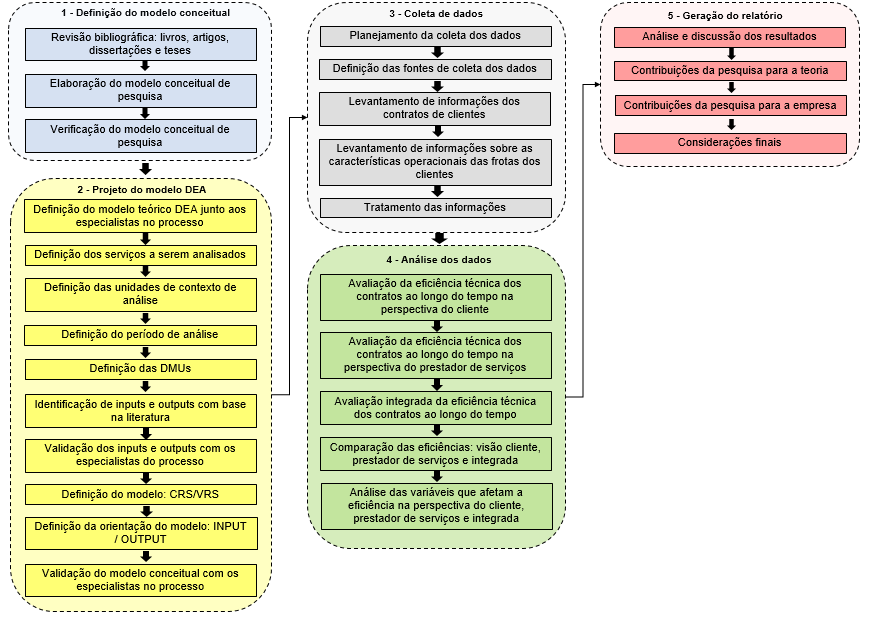 1 - Definição do modelo conceitual
Revisão bibliográfica: livros, artigos,
dissertações e teses
Elaboração do modelo conceitual de
pesquisa
Verificação do modelo conceitual de
pesquisa
2 - Projeto do modelo DEA
Definição do modelo teórico DEA junto aos
especialistas no processo
Definição dos serviços a serem analisados
Definição das unidades de contexto de
análise
Definição do período de análise
Definição das DMUs
Identificação de inputs e outputs com base
na literatura
Validação dos inputs e outputs com os
especialistas do processo
Definição do modelo: CRS/VRS
Definição da orientação do modelo: INPUT
/ OUTPUT
Validação do modelo conceitual com os
especialistas no processo
3 - Coleta de dados
Planejamento da coleta dos dados
Definição das fontes de coleta dos dados
Levantamento de informações dos
contratos de clientes
Levantamento de informações sobre as
características operacionais das frotas dos
clientes
Tratamento das informações
4 - Análise dos dados
Avaliação da eficiência técnica dos
contratos ao longo do tempo na
perspectiva do cliente
Avaliação da eficiência técnica dos
contratos ao longo do tempo na
perspectiva do prestador de serviços
Avaliação integrada da eficiência técnica
dos contratos ao longo do tempo
Comparação das eficiências: visão cliente,
prestador de serviços e integrada
Análise das variáveis que afetam a
eficiência na perspectiva do cliente,
prestador de serviços e integrada
5 - Geração do relatório
Análise e discussão dos resultados
Contribuições da pesquisa para a teoria
Contribuições da pesquisa para a empresa
Considerações finais